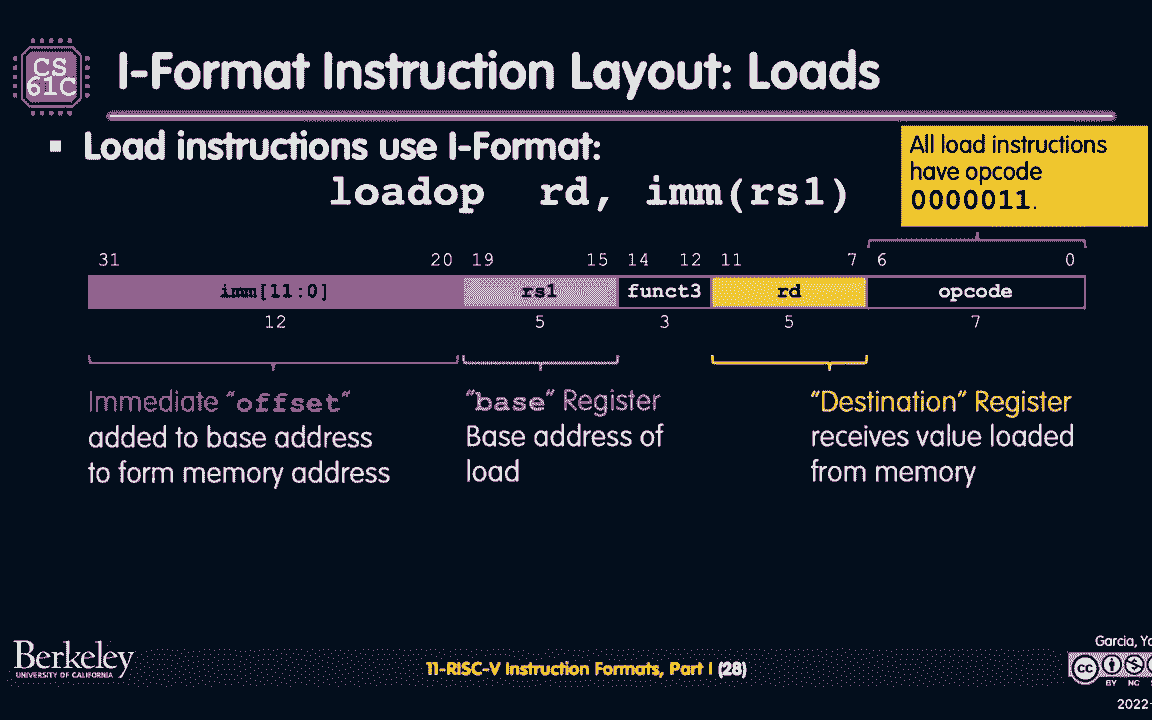 CS
61C
I-Format Instruction Layout: Loads
▪ Load instructions use I-Format:
loadop rd, imm(rs1)
All load instructions
have opcode
0000011.
31 20 19 15 14 12 11 7 6 0
imm[11:0] rs1 funct3 rd opcode
12 5 3 5 7
Immediate “offset”
added to base address
to form memory address
“base” Register
Base address of
load
“Destination” Register
receives value loaded
from memory
Berkeley
UNIVERSITY OF CALIFORNIA
11-RISC-V Instruction Formats, Part I (28)
Garcia,
cc
BY NC
2022-